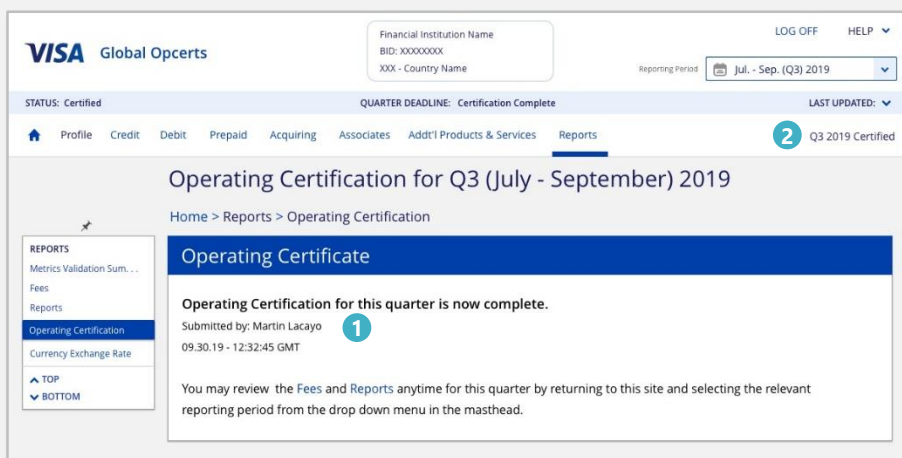 VISA Global Opcerts
Financial Institution Name
BID: XXXXXXXX
XXX - Country Name
LOG OFF HELP
Reporting Period Jul. - Sep. (Q3) 2019
STATUS: Certified QUARTER DEADLINE: Certification Complete LAST UPDATED:
Profile Credit Debit Prepaid Acquiring Associates Addt'l Products & Services Reports 2 Q3 2019 Certified
Operating Certification for Q3 (July - September) 2019
Home > Reports > Operating Certification
REPORTS
Metrics Validation Sum. . .
Fees
Reports
Operating Certification
Currency Exchange Rate
TOP
BOTTOM
Operating Certificate
Operating Certification for this quarter is now complete.
Submitted by: Martin Lacayo 1
09.30.19 - 12:32:45 GMT
You may review the Fees and Reports anytime for this quarter by returning to this site and selecting the relevant
reporting period from the drop down menu in the masthead.